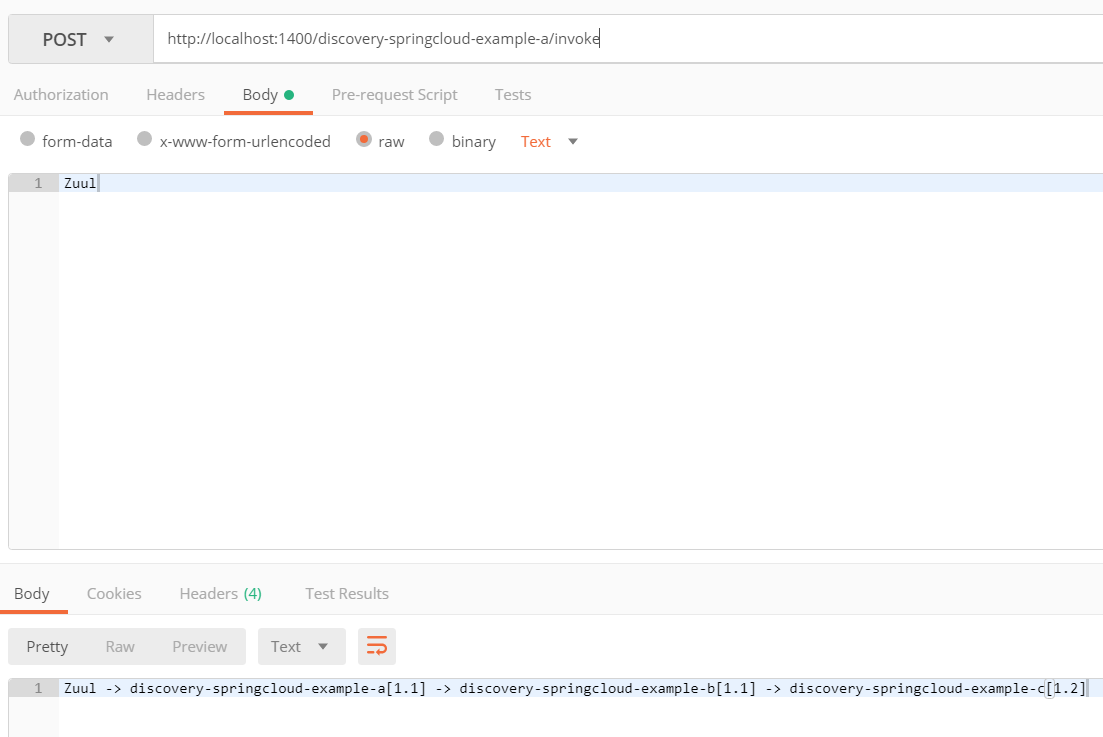 POST http://localhost:1400/discovery-springcloud-example-a/invoke
Authorization Headers Body Pre-request Script Tests
form-data x-www-form-urlencoded raw binary Text
1 Zuul
Body Cookies Headers (4) Test Results
Pretty Raw Preview Text
1 Zuul -> discovery-springcloud-example-a[1.1] -> discovery-springcloud-example-b[1.1] -> discovery-springcloud-example-c[1.2]